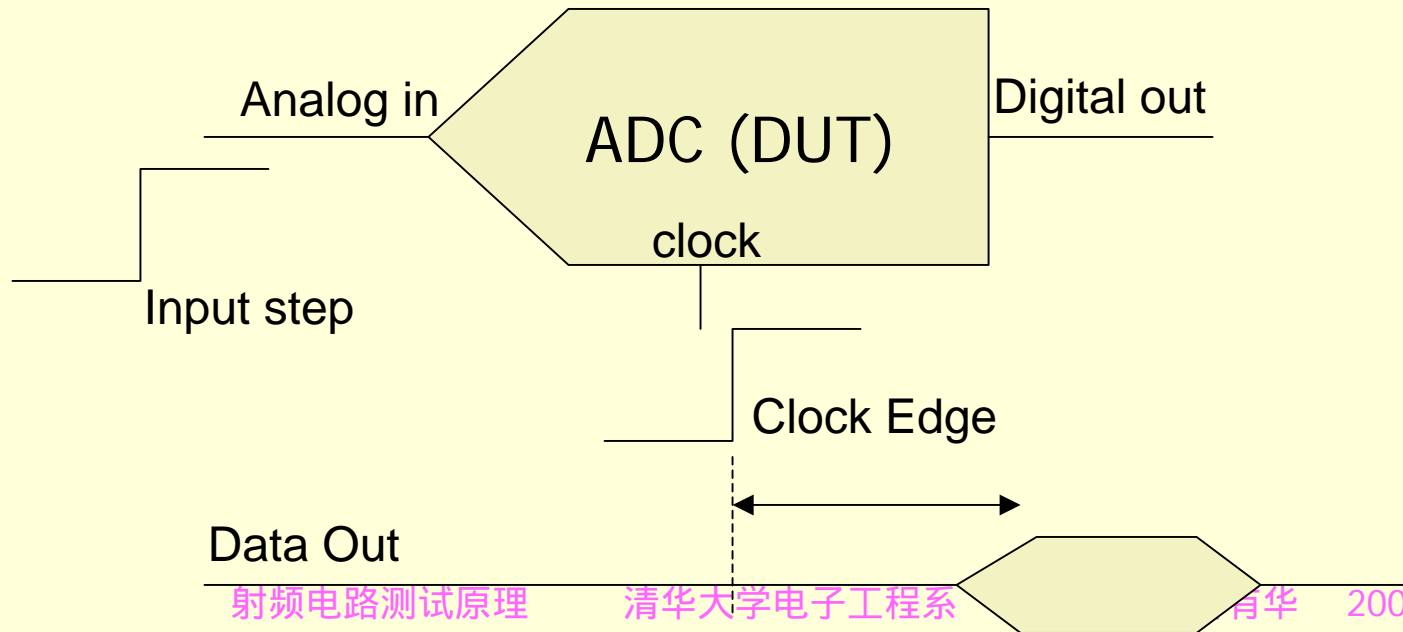 Analog in
ADC (DUT)
Digital out
clock
Input step
Clock Edge
Data Out
射频电路测试原理 清华大学电子工程系 华 200